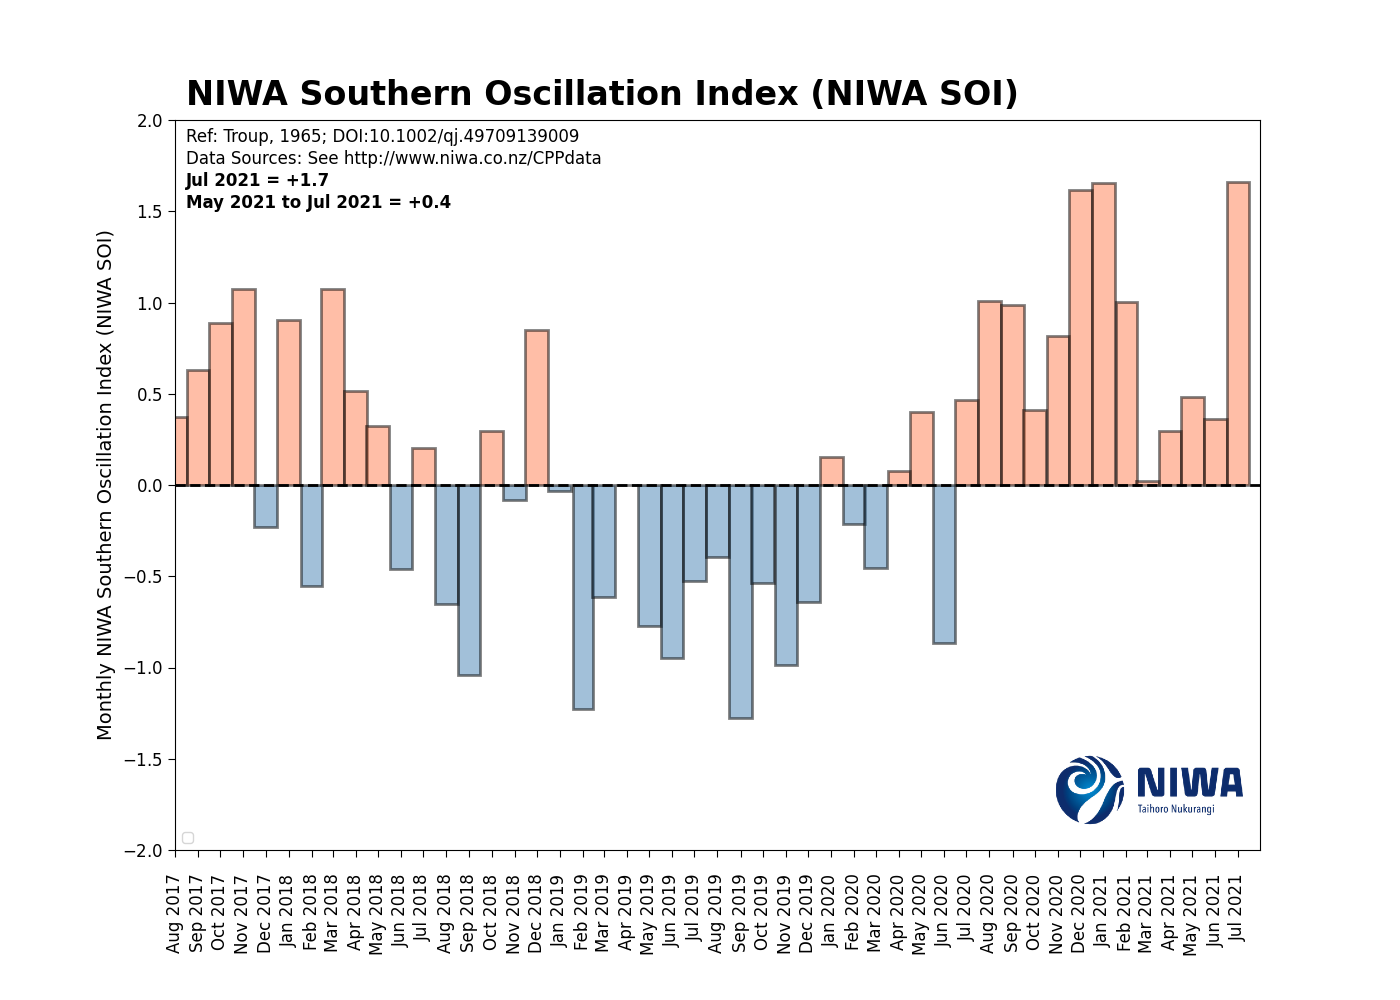 NIWA Southern Oscillation Index (NIWA SOI)
Ref: Troup, 1965; DOI:10.1002/qj.49709139009
Data Sources: See http://www.niwa.co.nz/CPPdata
Jul 2021 = +1.7
May 2021 to Jul 2021 = +0.4
Monthly NIWA Southern Oscillation Index (NIWA SOI)
2.0
1.5
1.0
0.5
0.0
−0.5
−1.0
−1.5
−2.0
NIWA
Taihoro Nukurangi
Aug 2017
Sep 2017
Oct 2017
Nov 2017
Dec 2017
Jan 2018
Feb 2018
Mar 2018
Apr 2018
May 2018
Jun 2018
Jul 2018
Aug 2018
Sep 2018
Oct 2018
Nov 2018
Dec 2018
Jan 2019
Feb 2019
Mar 2019
Apr 2019
May 2019
Jun 2019
Jul 2019
Aug 2019
Sep 2019
Oct 2019
Nov 2019
Dec 2019
Jan 2020
Feb 2020
Mar 2020
Apr 2020
May 2020
Jun 2020
Jul 2020
Aug 2020
Sep 2020
Oct 2020
Nov 2020
Dec 2020
Jan 2021
Feb 2021
Mar 2021
Apr 2021
May 2021
Jun 2021
Jul 2021